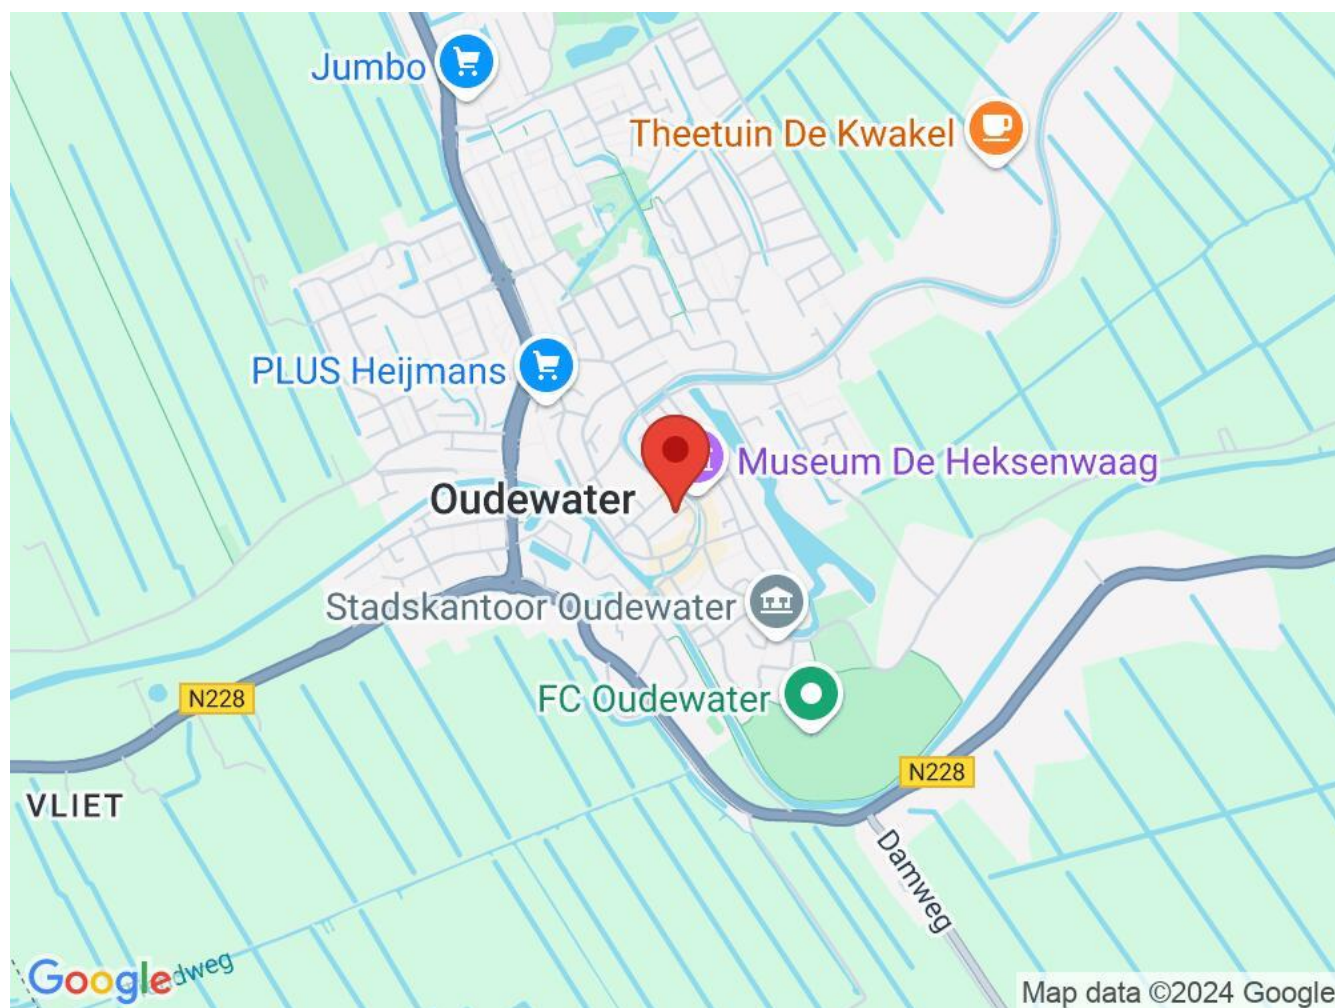 Jumbo
Theetuin De Kwakel
PLUS Heijmans
Museum De Heksenwaag
Oudewater
Stadskantoor Oudewater
FC Oudewater
N228
N228
VLIET
Damweg
Google
Map data ©2024 Google